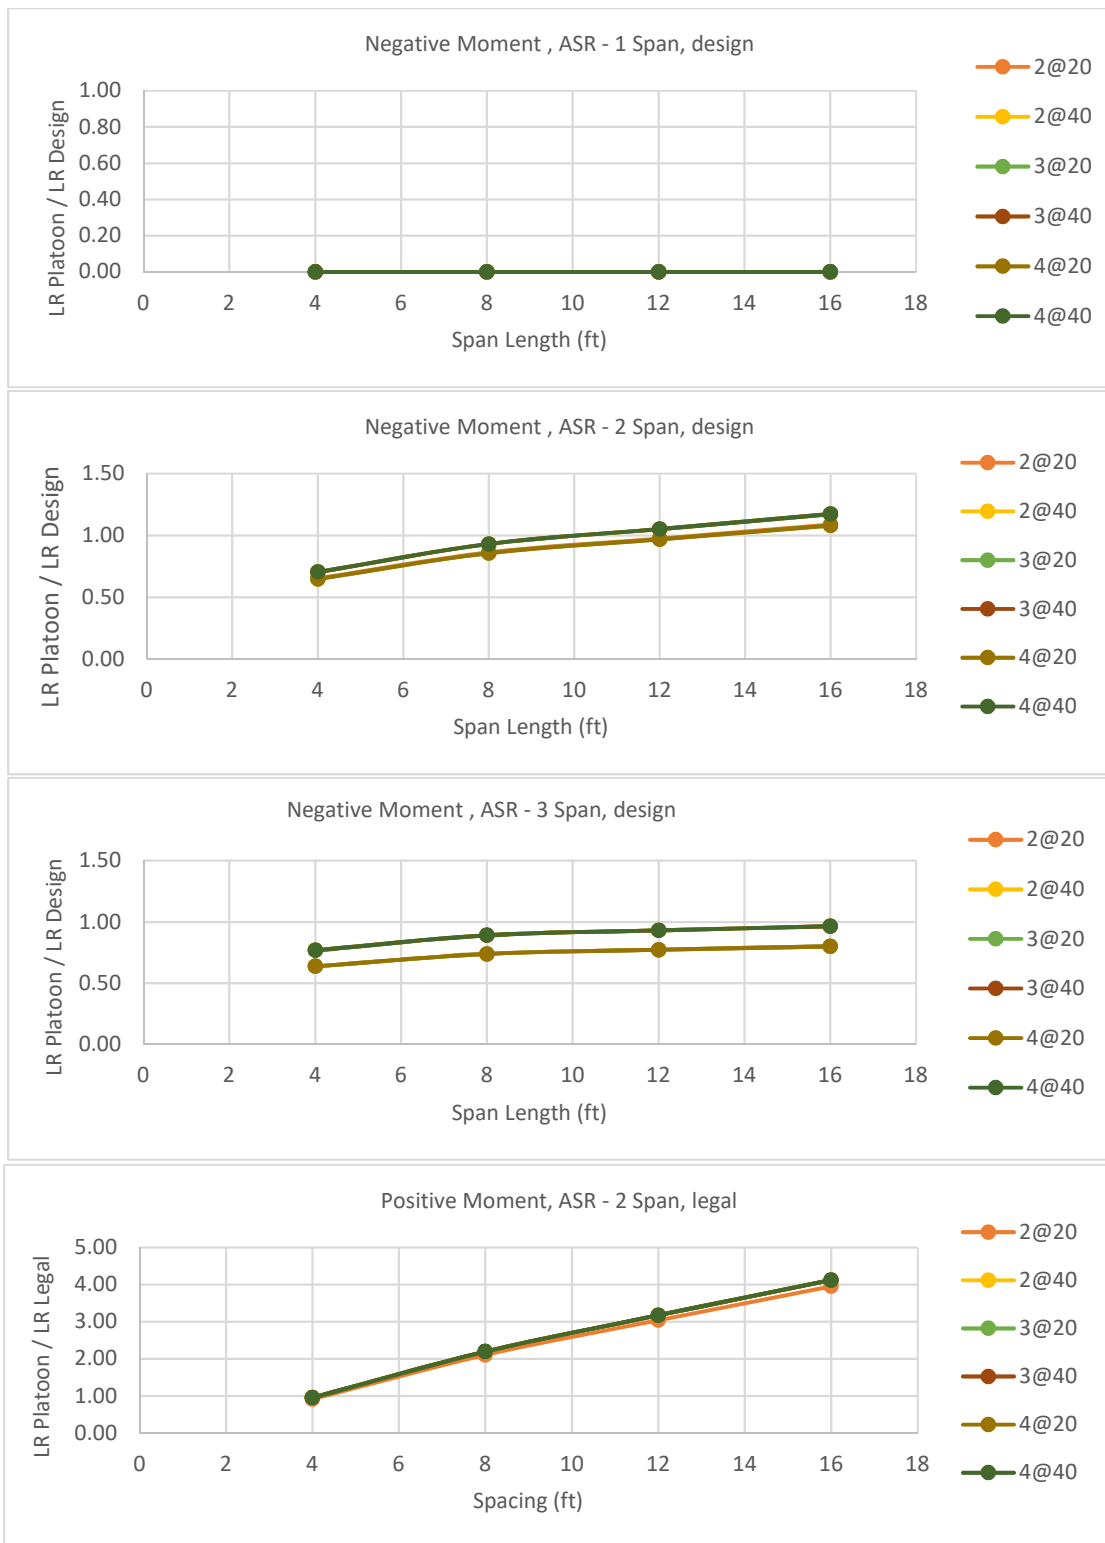 Negative Moment , ASR - 1 Span, design
LR Platoon / LR Design
1.00
0.80
0.60
0.40
0.20
0.00
0 2 4 6 8 10 12 14 16 18
Span Length (ft)
2@20
2@40
3@20
3@40
4@20
4@40
Negative Moment , ASR - 2 Span, design
LR Platoon / LR Design
1.50
1.00
0.50
0.00
0 2 4 6 8 10 12 14 16 18
Span Length (ft)
2@20
2@40
3@20
3@40
4@20
4@40
Negative Moment , ASR - 3 Span, design
LR Platoon / LR Design
1.50
1.00
0.50
0.00
0 2 4 6 8 10 12 14 16 18
Span Length (ft)
2@20
2@40
3@20
3@40
4@20
4@40
Positive Moment, ASR - 2 Span, legal
LR Platoon / LR Legal
5.00
4.00
3.00
2.00
1.00
0.00
0 2 4 6 8 10 12 14 16 18
Spacing (ft)
2@20
2@40
3@20
3@40
4@20
4@40